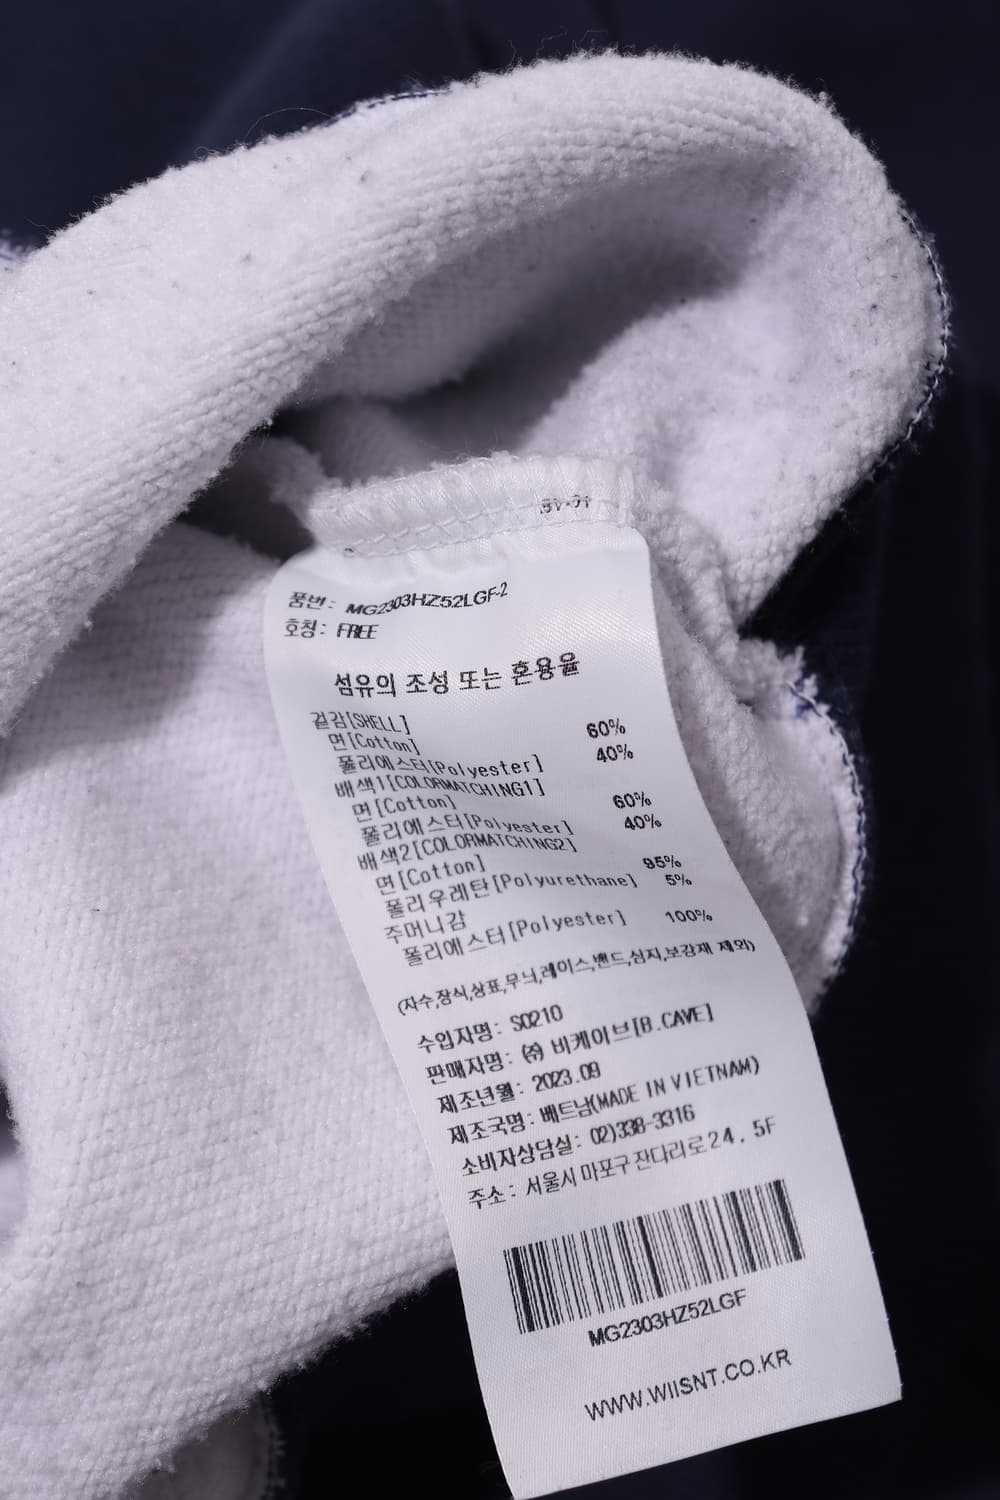 품번: MG2303HZ52LGF-2
호칭: FREE
섬유의 조성 또는 혼용율
겉감[SHELL]
면[Cotton] 60%
폴리에스터[Polyester] 40%
배색1[COLORMATCHING1]
면[Cotton] 60%
폴리에스터[Polyester] 40%
배색2[COLORMATCHING2]
면[Cotton] 95%
폴리우레탄[Polyurethane] 5%
주머니감
폴리에스터[Polyester] 100%
(자수,장식,상표,무늬,레이스,밴드,심지,보강재 제외)
수입자명: S0210
판매자명: ㈜ 비케이브[B.CAVE]
제조년월: 2023.09
제조국명: 베트남(MADE IN VIETNAM)
소비자상담실: 02)338-3316
주소: 서울시 마포구 잔다리로24, 5F
MG2303HZ52LGF
WWW.WIISNT.CO.KR